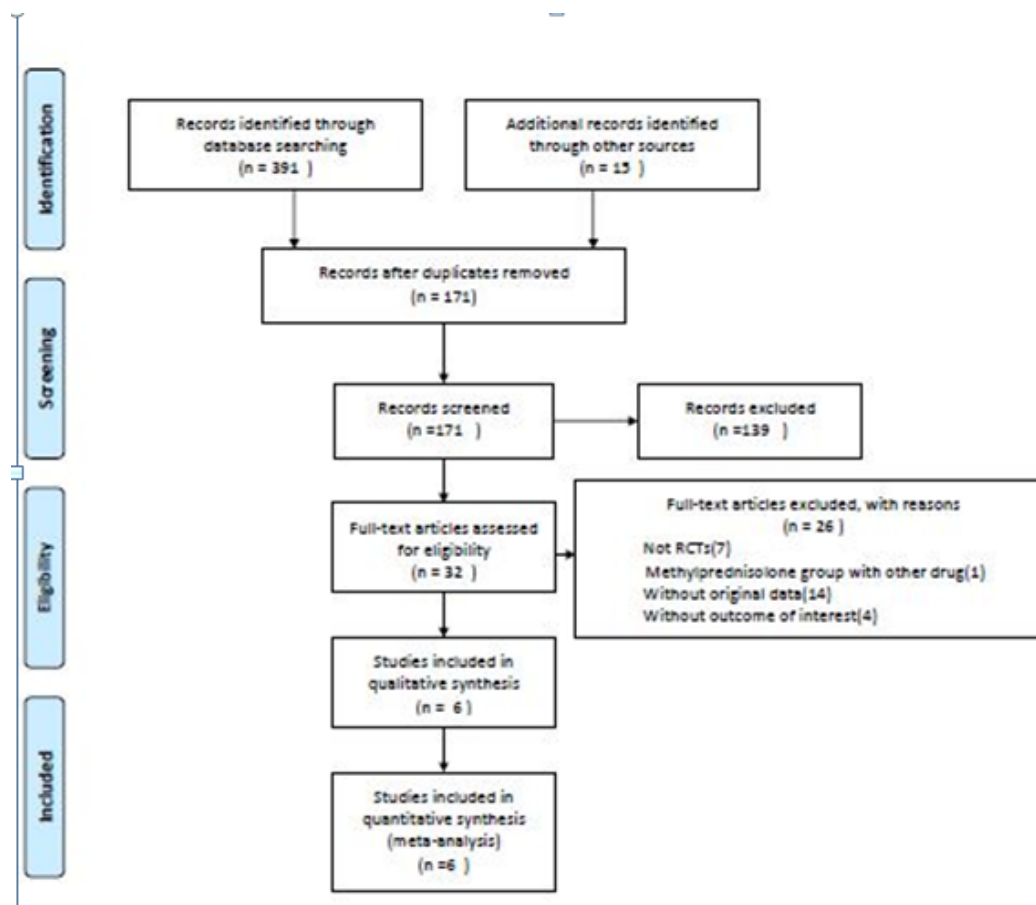 Identification
Records identified through
database searching
(n = 391 )
Additional records identified
through other sources
(n = 15 )
Records after duplicates removed
(n = 171)
Screening
Records screened
(n =171 )
Records excluded
(n =139 )
Eligibility
Full-text articles assessed
for eligibility
(n = 32 )
Full-text articles excluded, with reasons
(n = 26 )
Not RCTs(7)
Methylprednisolone group with other drug(1)
Without original data(14)
Without outcome of interest(4)
Studies included in
qualitative synthesis
(n = 6 )
Included
Studies included in
quantitative synthesis
(meta-analysis)
(n =6 )